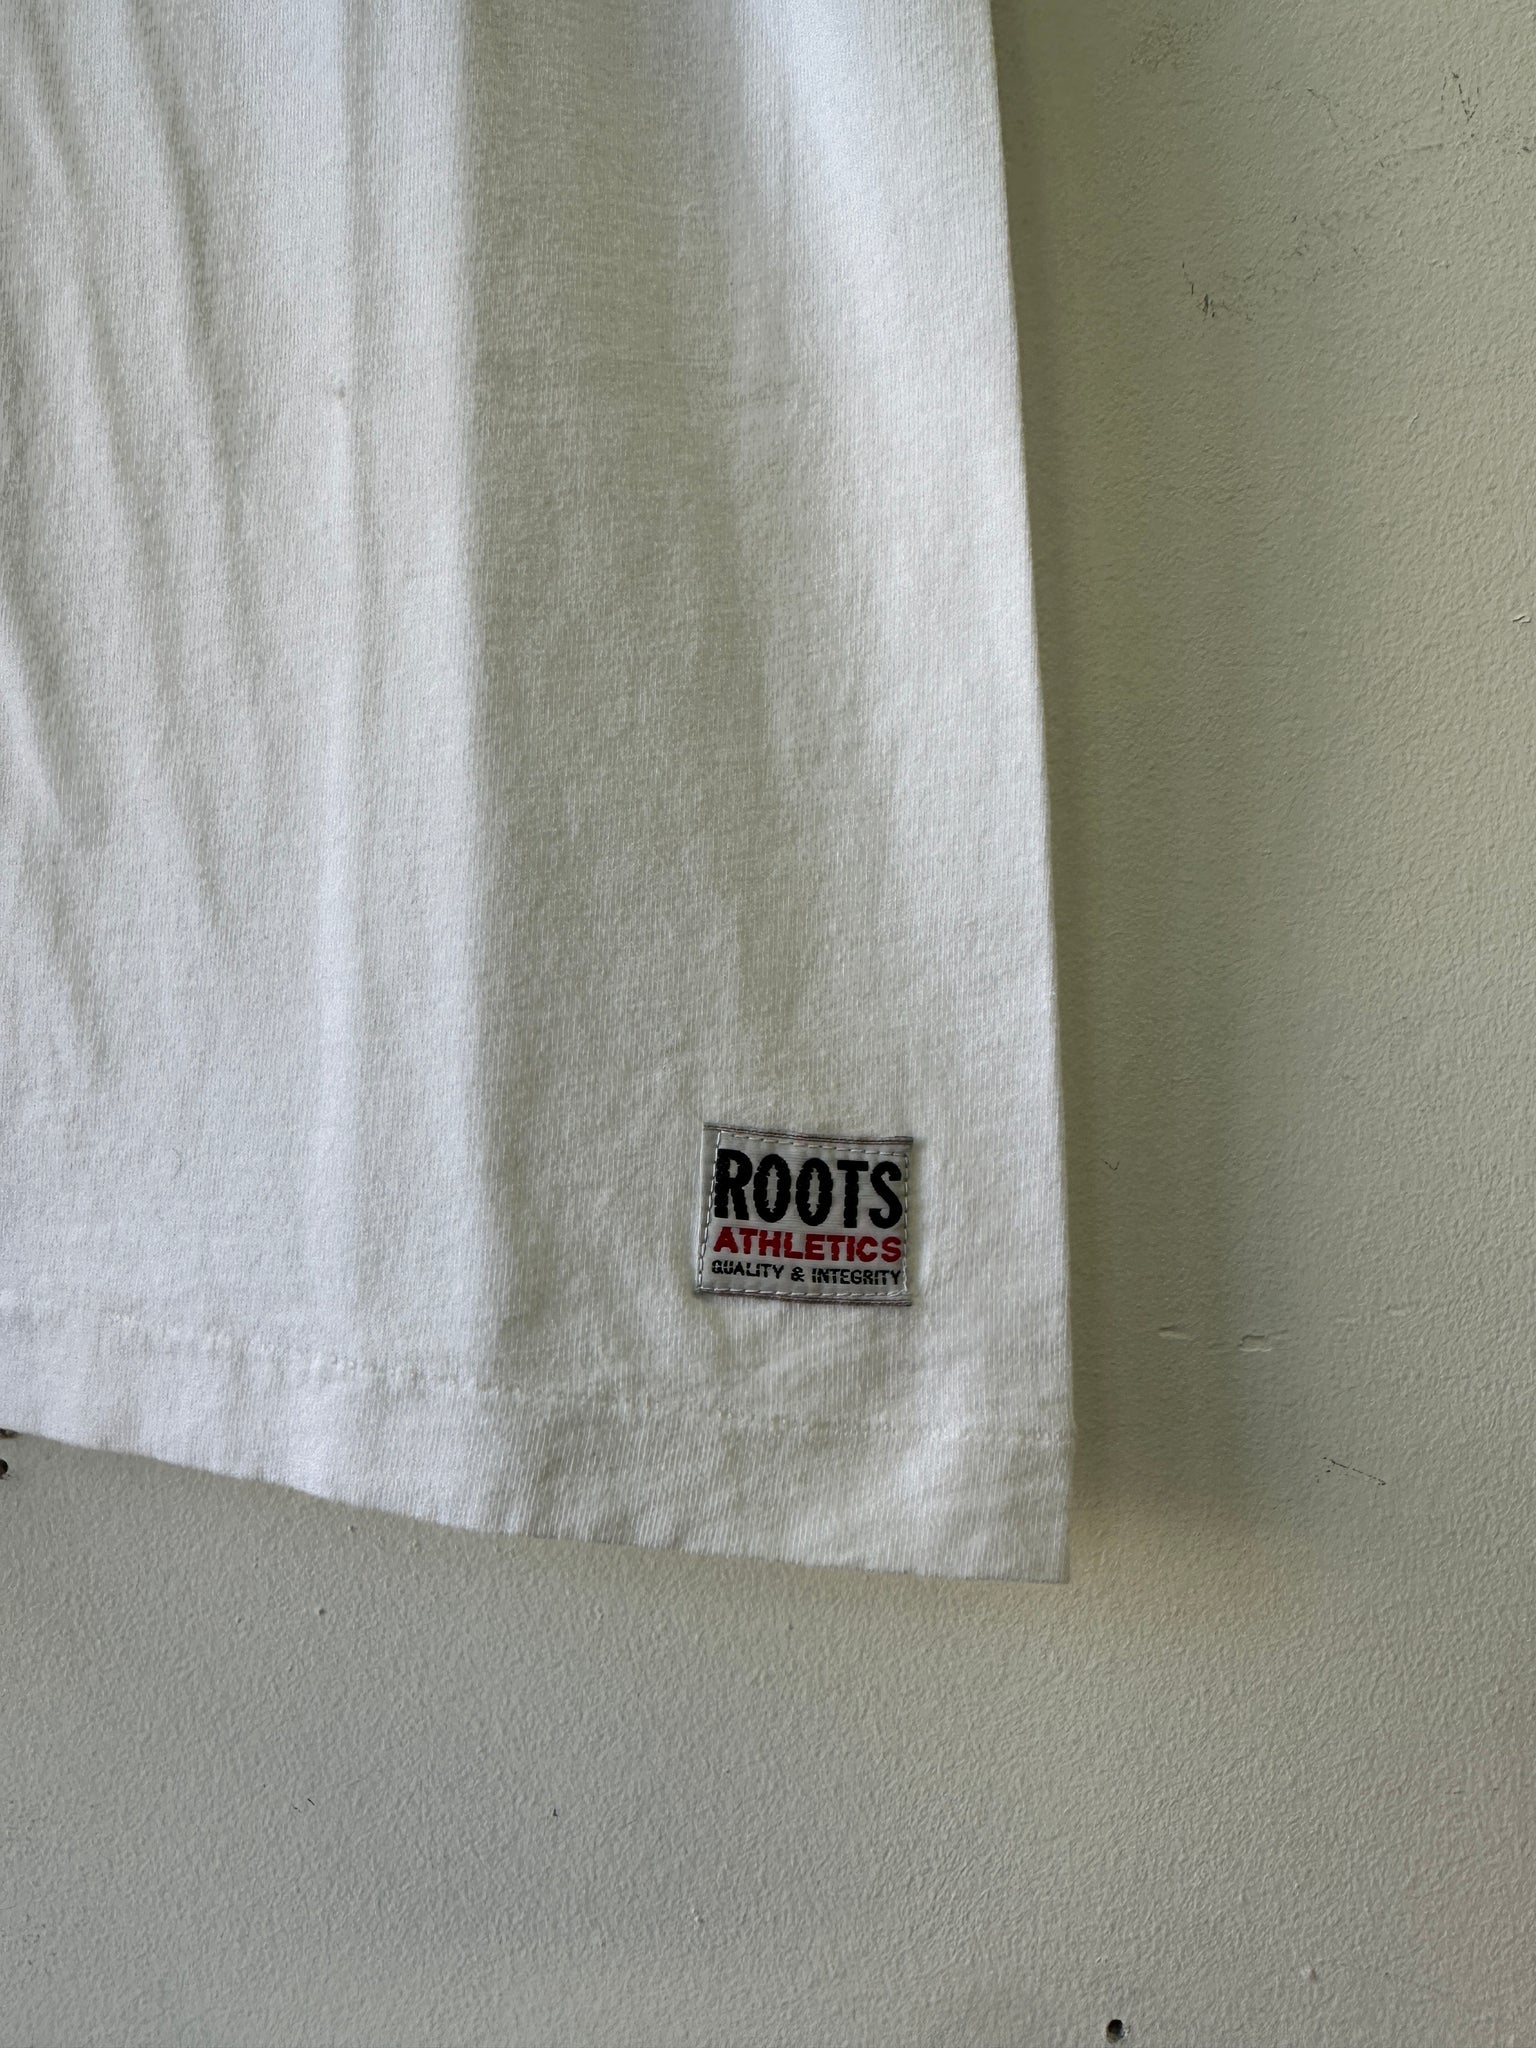 ROOTS
ATHLETICS
QUALITY & INTEGRITY